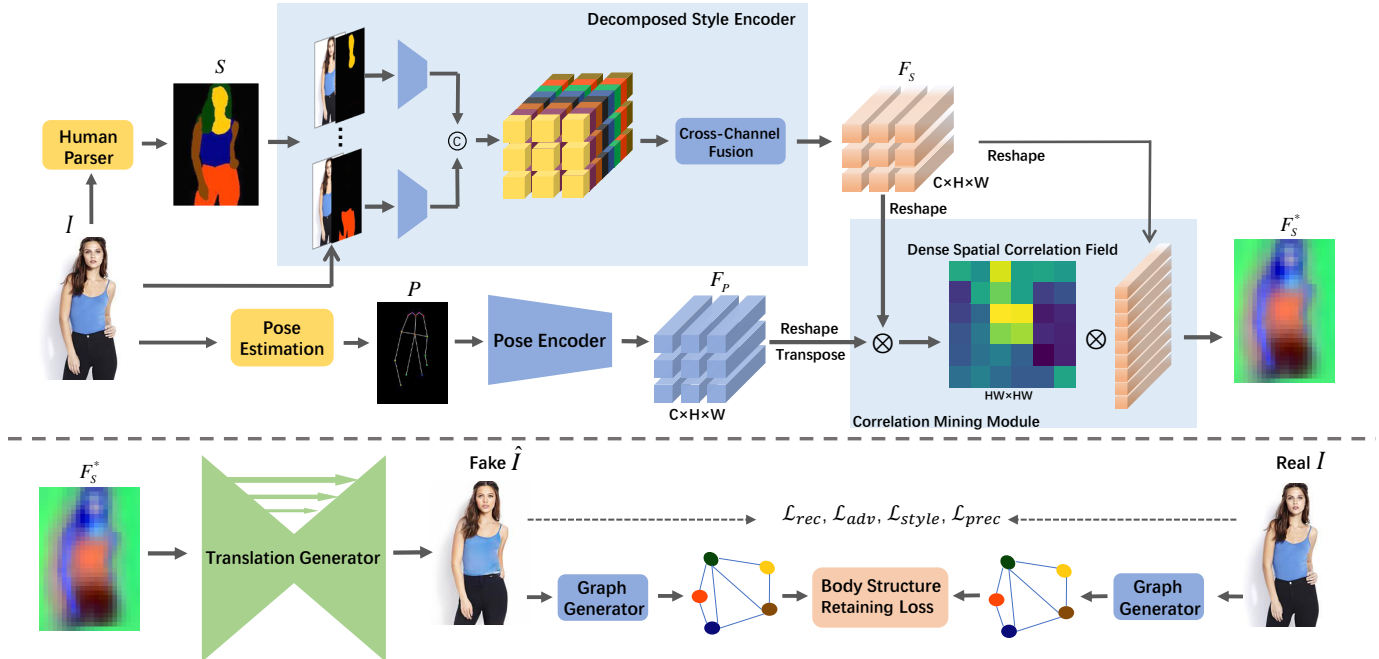 Decomposed Style Encoder
S
Human
Parser
I
C
Cross-Channel
Fusion
F_S
C×H×W
Reshape
Reshape
Pose
Estimation
P
Pose Encoder
F_P
C×H×W
Reshape
Transpose
⊗
Dense Spatial Correlation Field
HW×HW
⊗
Correlation Mining Module
F_S^*
F_S^*
Translation Generator
Fake Î
Real I
ℒ_rec, ℒ_adv, ℒ_style, ℒ_prec
Graph
Generator
Body Structure
Retaining Loss
Graph
Generator